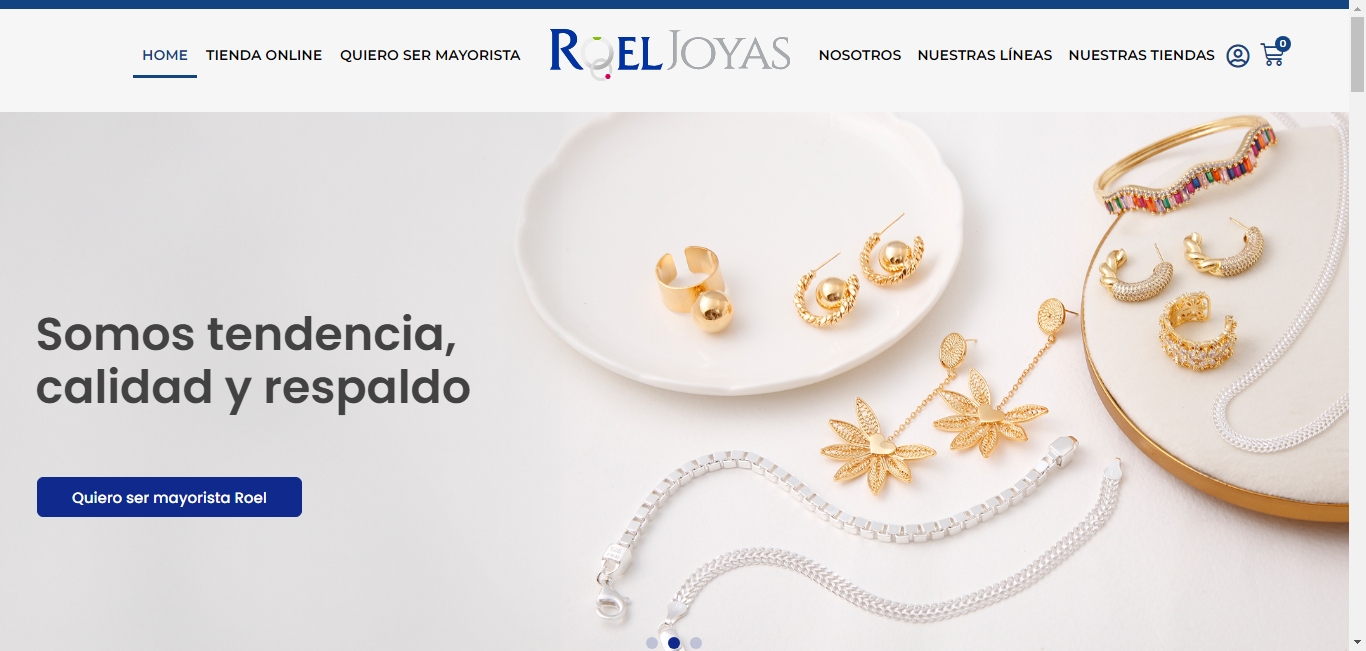 HOME
TIENDA ONLINE
QUIERO SER MAYORISTA
ROEL JOYAS
NOSOTROS
NUESTRAS LÍNEAS
NUESTRAS TIENDAS
0
Somos tendencia,
calidad y respaldo
Quiero ser mayorista Roel